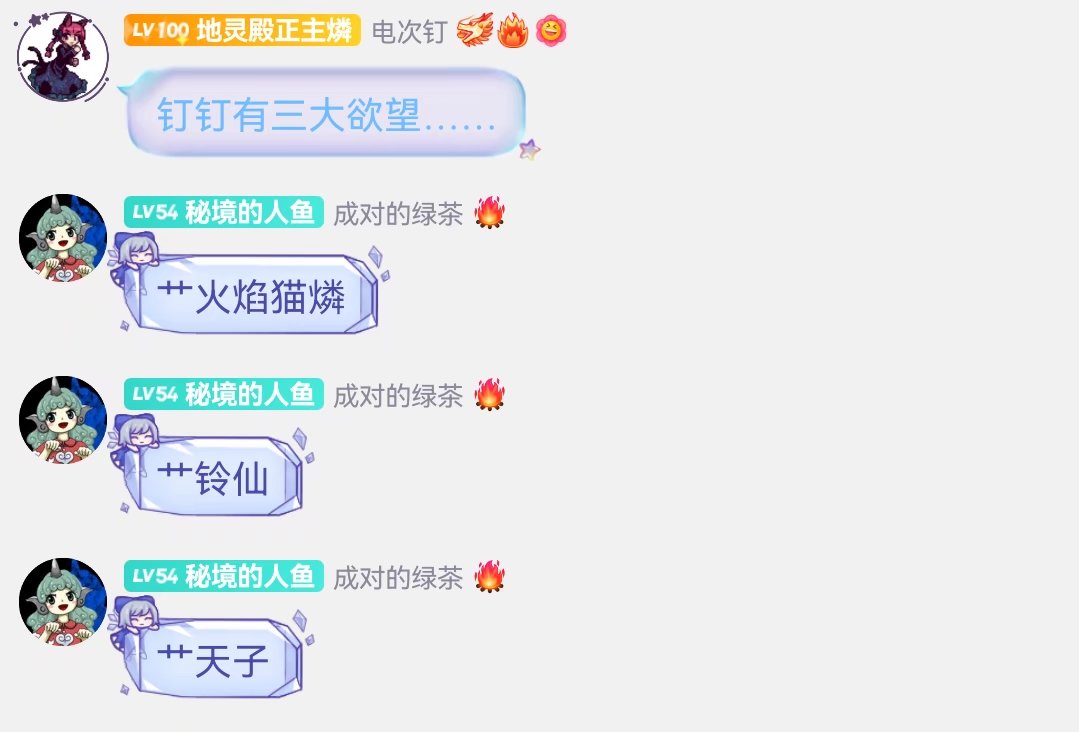 LV100 地灵殿正主燐 电次钉
钉钉有三大欲望……
LV54 秘境的人鱼 成对的绿茶
艹火焰猫燐
LV54 秘境的人鱼 成对的绿茶
艹铃仙
LV54 秘境的人鱼 成对的绿茶
艹天子